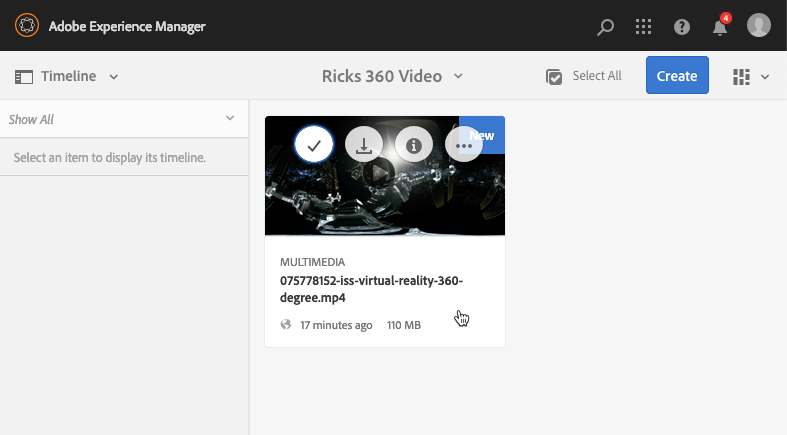 Adobe Experience Manager
4
Timeline
Ricks 360 Video
Select All
Create
Show All
Select an item to display its timeline.
New
MULTIMEDIA
075778152-iss-virtual-reality-360-
degree.mp4
17 minutes ago 110 MB